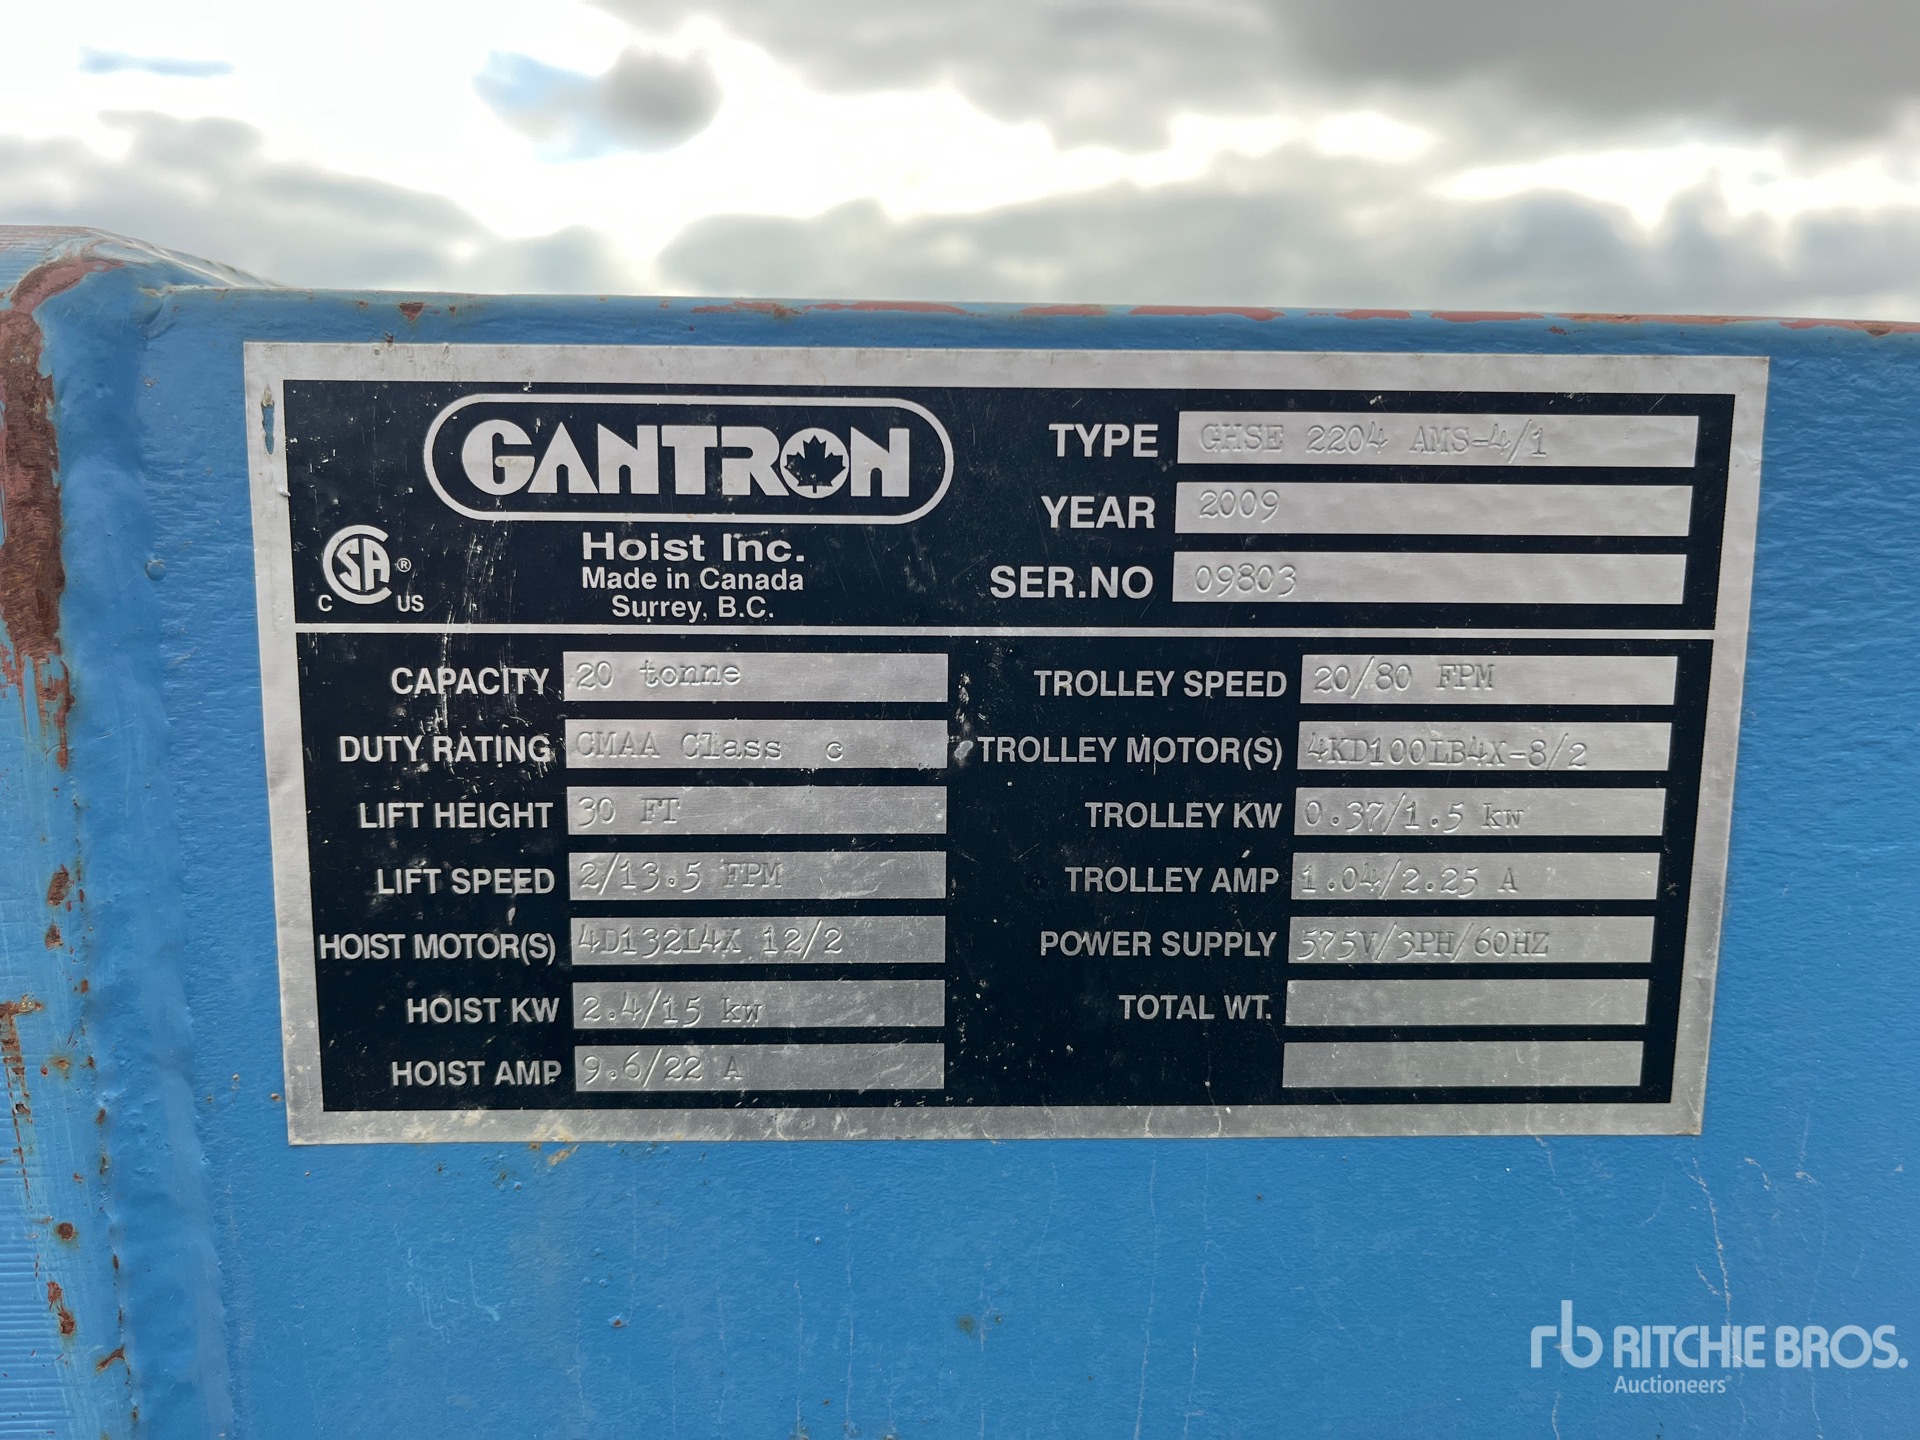 GANTRON
Hoist Inc.
Made in Canada
Surrey, B.C.
CSA ®
C US
TYPE GHSE 2204 AMS-4/1
YEAR 2009
SER.NO 09803
CAPACITY 20 tonne
DUTY RATING CMAA Class c
LIFT HEIGHT 30 FT
LIFT SPEED 2/13.5 FPM
HOIST MOTOR(S) 4D132L4X 12/2
HOIST KW 2.4/15 kw
HOIST AMP 9.6/22 A
TROLLEY SPEED 20/80 FPM
TROLLEY MOTOR(S) 4KD100LB4X-8/2
TROLLEY KW 0.37/1.5 kw
TROLLEY AMP 1.04/2.25 A
POWER SUPPLY 575V/3PH/60HZ
TOTAL WT.
rb RITCHIE BROS.
Auctioneers